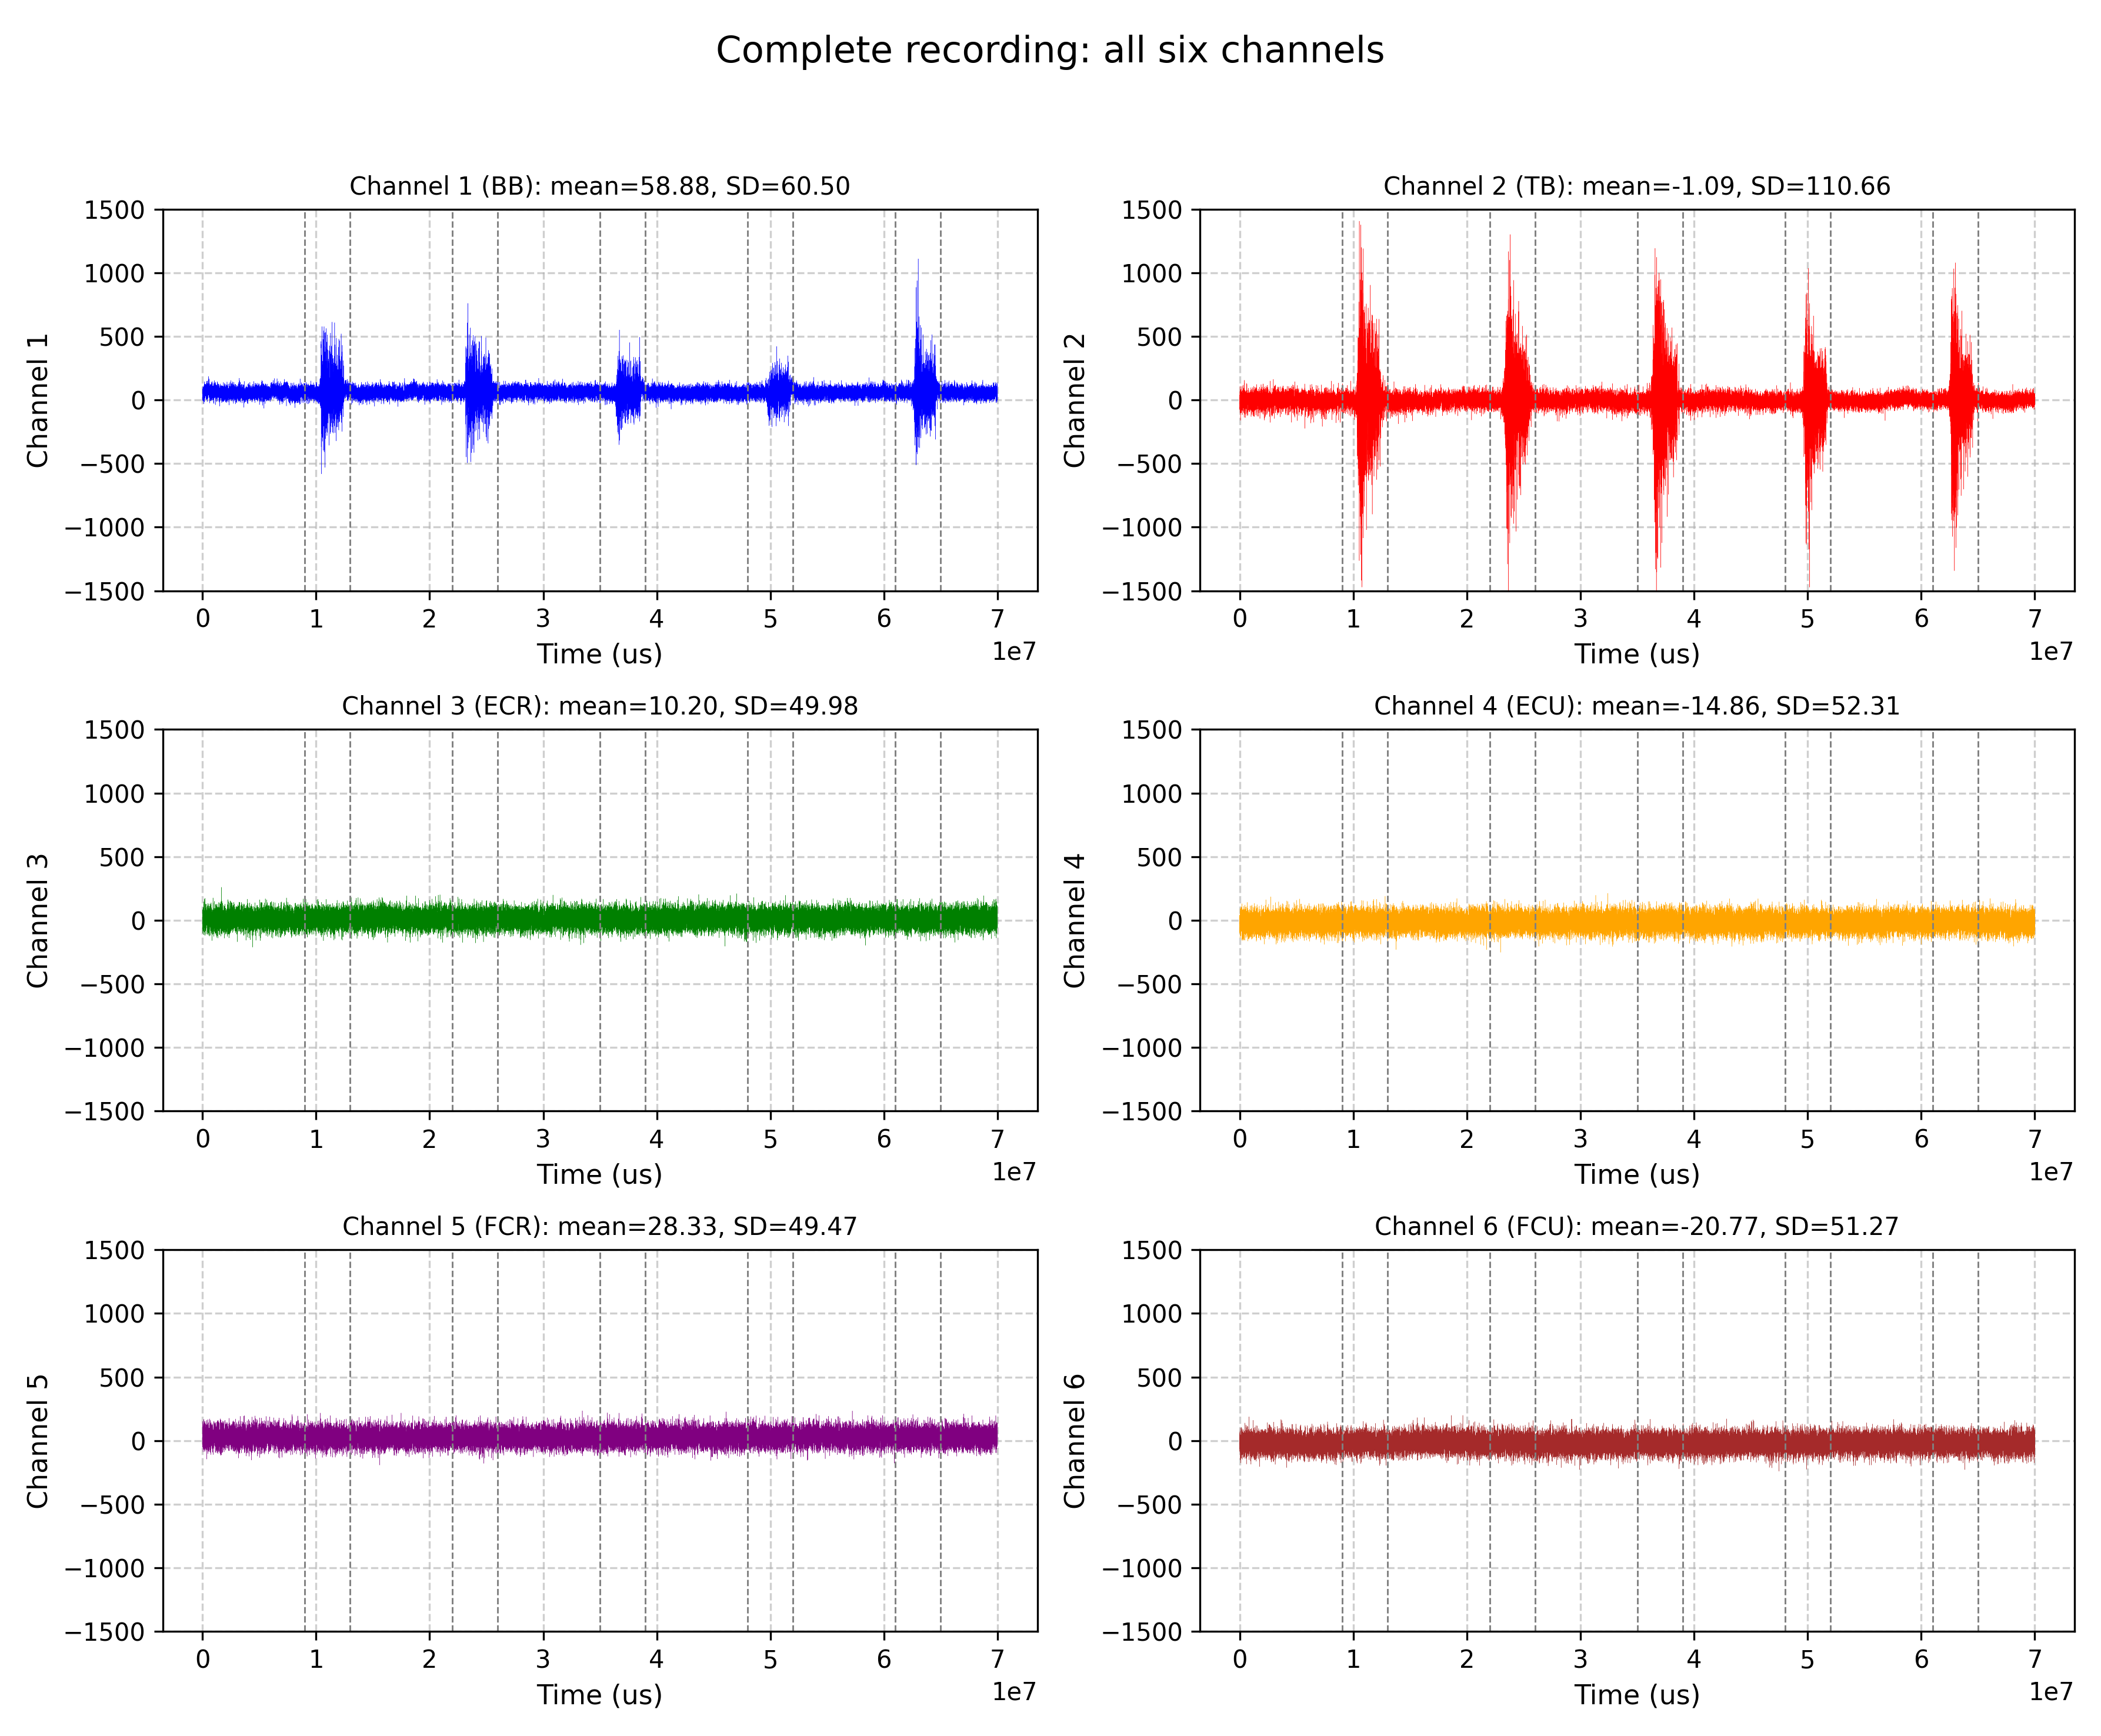 Complete recording: all six channels
Channel 1 (BB): mean=58.88, SD=60.50
1500
1000
500
0
−500
−1000
−1500
Channel 1
0 1 2 3 4 5 6 7
Time (us)
1e7
Channel 2 (TB): mean=-1.09, SD=110.66
1500
1000
500
0
−500
−1000
−1500
Channel 2
0 1 2 3 4 5 6 7
Time (us)
1e7
Channel 3 (ECR): mean=10.20, SD=49.98
1500
1000
500
0
−500
−1000
−1500
Channel 3
0 1 2 3 4 5 6 7
Time (us)
1e7
Channel 4 (ECU): mean=-14.86, SD=52.31
1500
1000
500
0
−500
−1000
−1500
Channel 4
0 1 2 3 4 5 6 7
Time (us)
1e7
Channel 5 (FCR): mean=28.33, SD=49.47
1500
1000
500
0
−500
−1000
−1500
Channel 5
0 1 2 3 4 5 6 7
Time (us)
1e7
Channel 6 (FCU): mean=-20.77, SD=51.27
1500
1000
500
0
−500
−1000
−1500
Channel 6
0 1 2 3 4 5 6 7
Time (us)
1e7